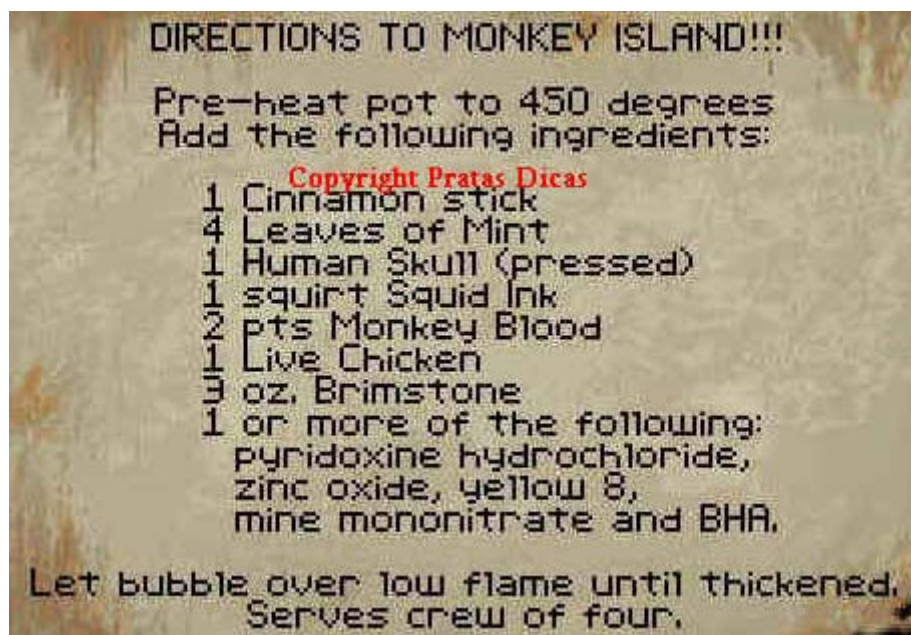 DIRECTIONS TO MONKEY ISLAND!!!
Pre-heat pot to 450 degrees
Add the following ingredients:
Copyright Pratas Dicas
1 Cinnamon stick
4 Leaves of Mint
1 Human Skull (pressed)
1 squirt Squid Ink
2 pts Monkey Blood
1 Live Chicken
3 oz. Brimstone
1 or more of the following:
pyridoxine hydrochloride,
zinc oxide, yellow 8,
mine mononitrate and BHA.
Let bubble over low flame until thickened.
Serves crew of four.